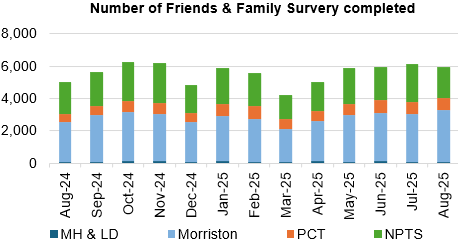 Number of Friends & Family Survery completed
8,000
6,000
4,000
2,000
0
Aug-24
Sep-24
Oct-24
Nov-24
Dec-24
Jan-25
Feb-25
Mar-25
Apr-25
May-25
Jun-25
Jul-25
Aug-25
MH & LD Morriston PCT NPTS